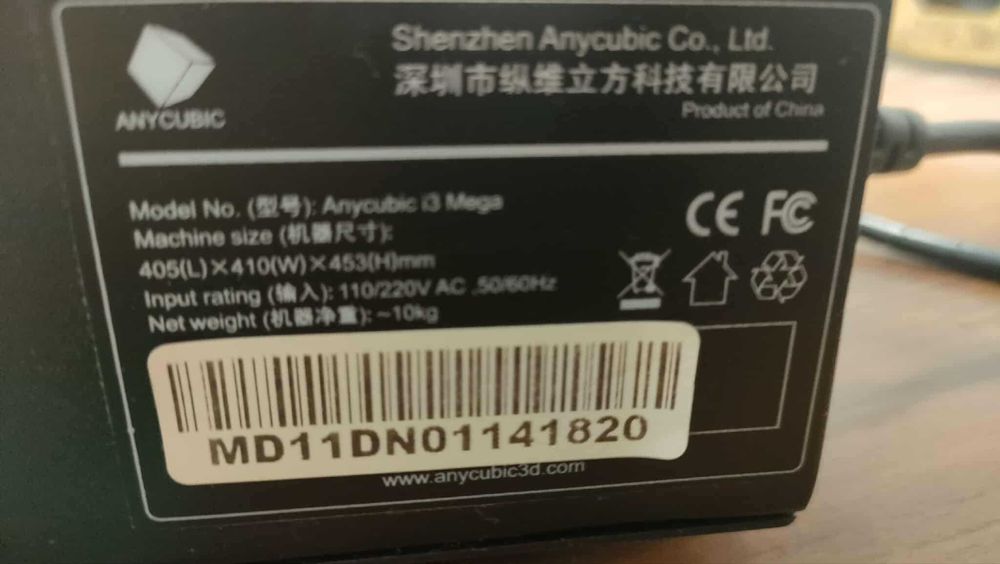 ANYCUBIC
Shenzhen Anycubic Co., Ltd.
深圳市纵维立方科技有限公司
Product of China
Model No. (型号): Anycubic i3 Mega
Machine size (机器尺寸):
405(L)×410(W)×453(H)mm
Input rating (输入): 110/220V AC ,50/60Hz
Net weight (机器净重): ~10kg
CE FC
MD11DN01141820
www.anycubic3d.com